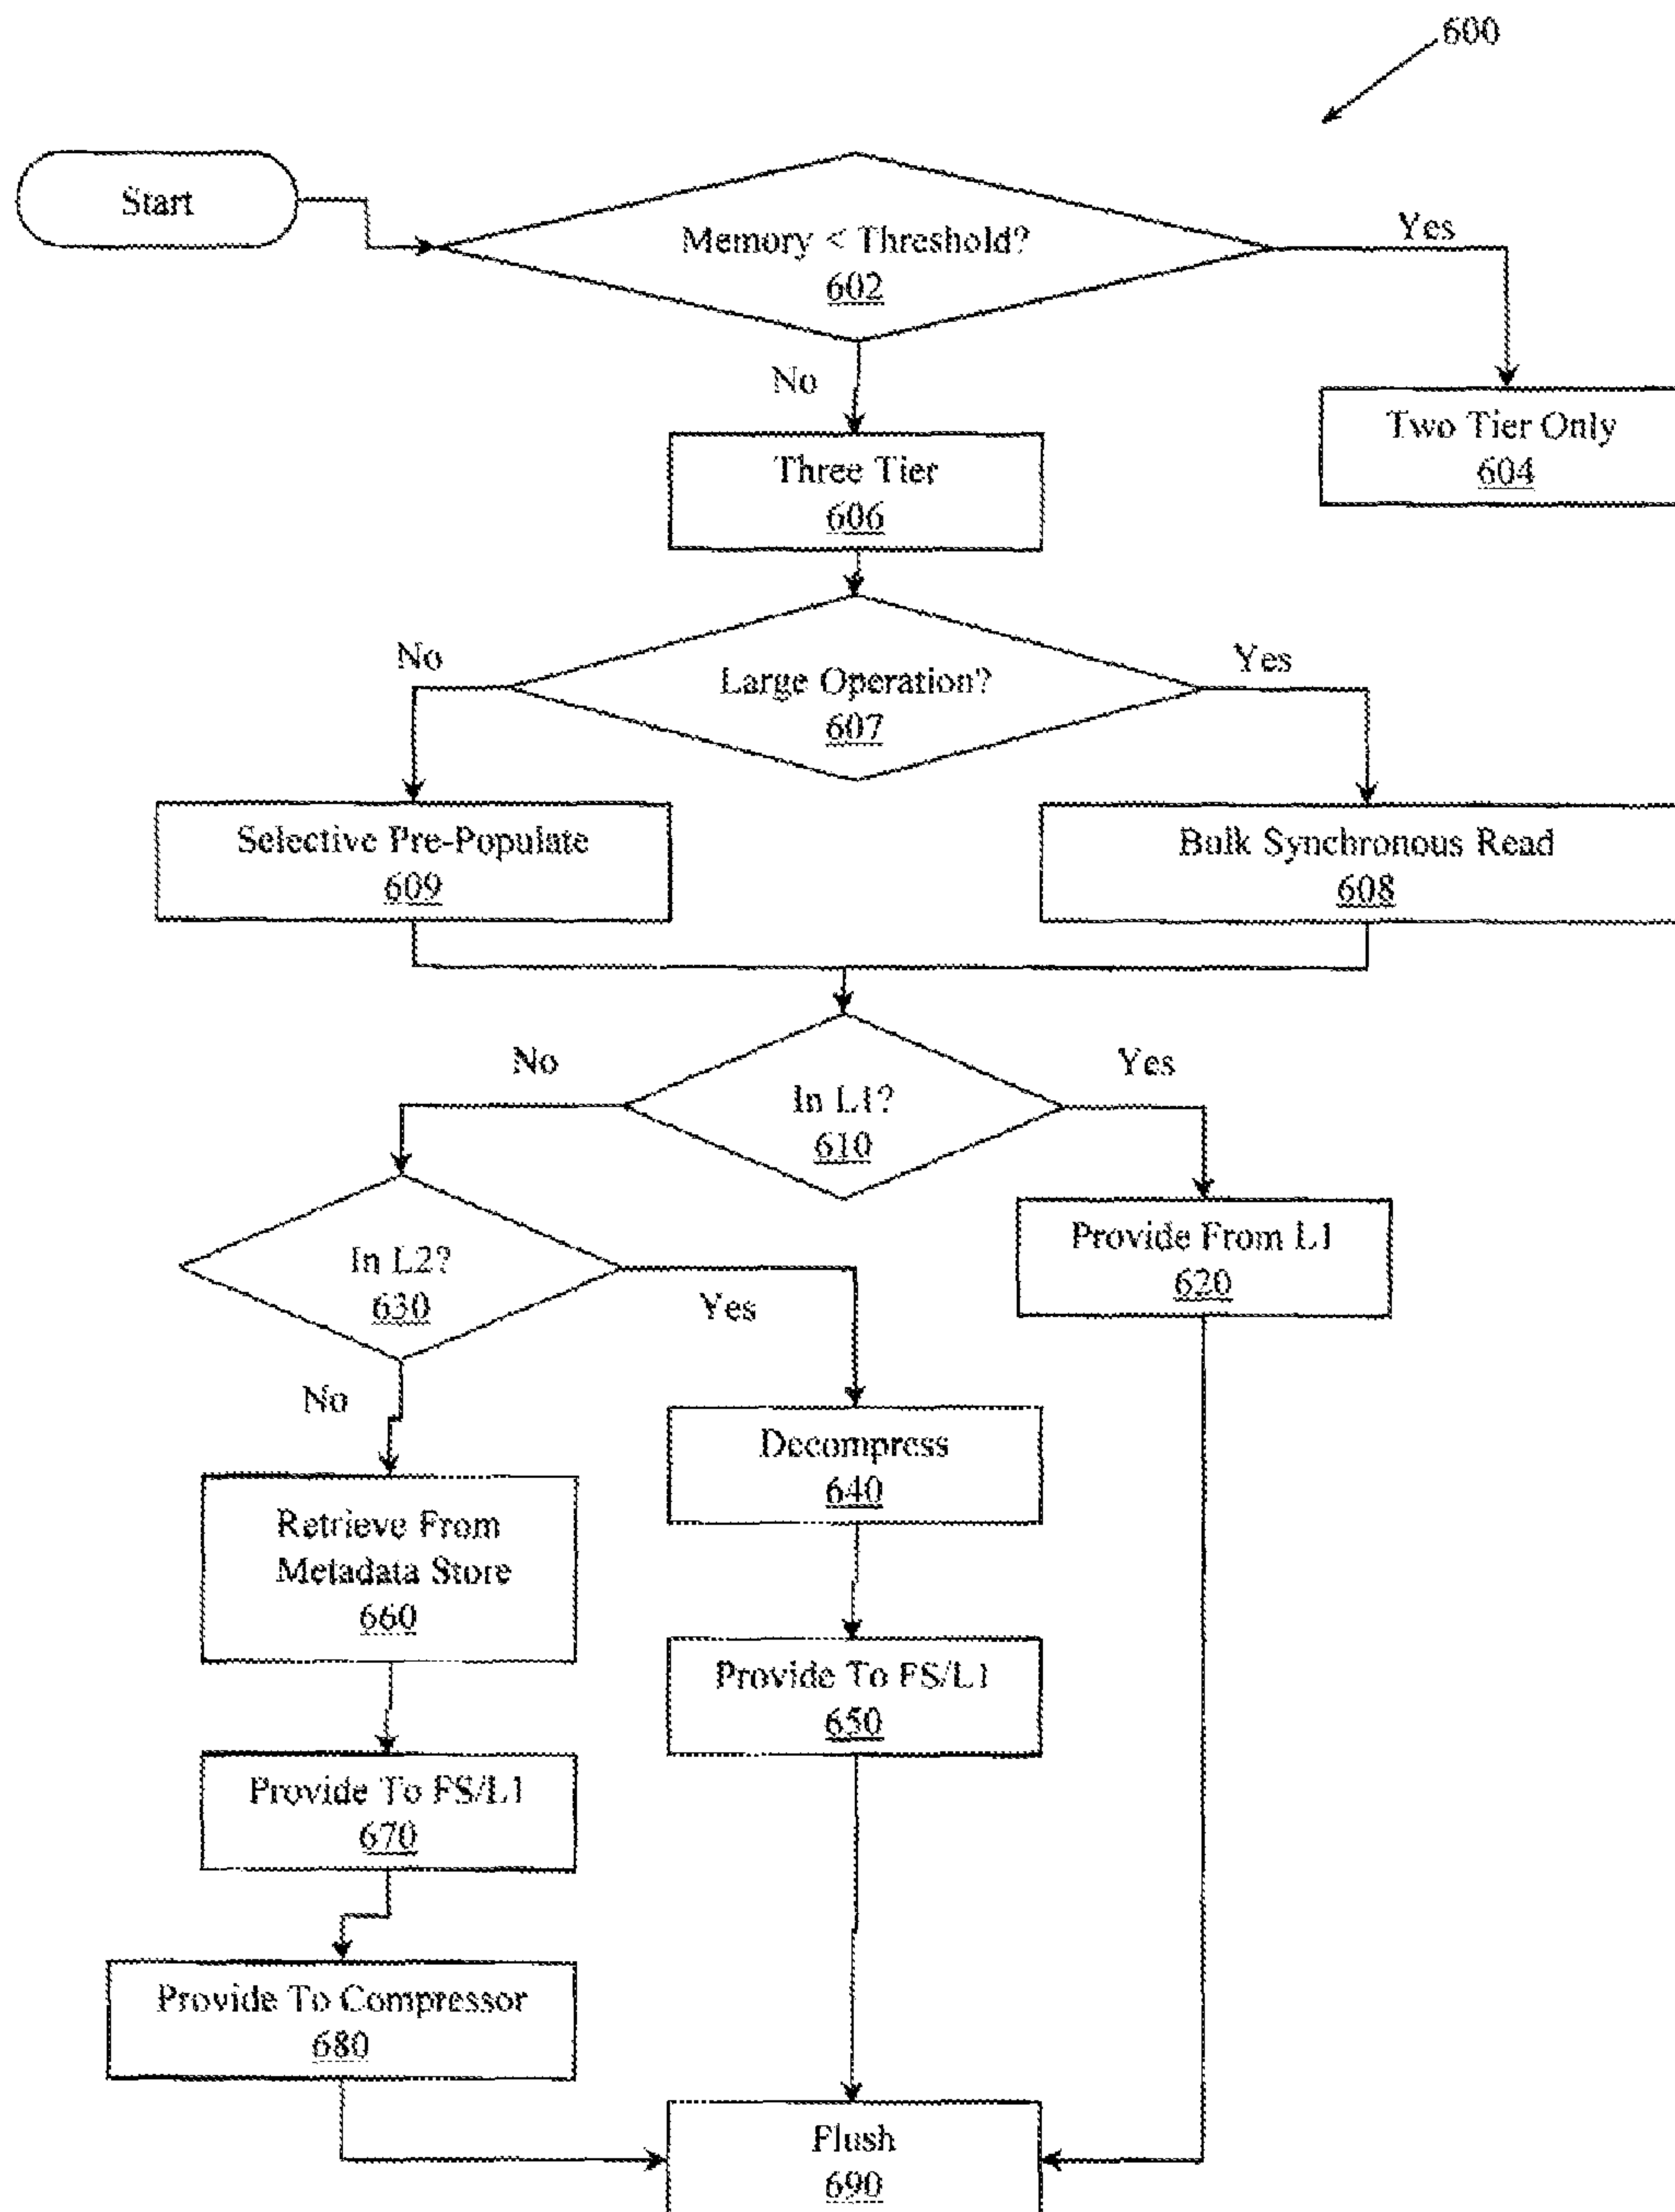 600
Start
Memory < Threshold?
602
Yes
No
Two Tier Only
604
Three Tier
606
No
Large Operation?
607
Yes
Selective Pre-Populate
609
Bulk Synchronous Read
608
No
In L1?
610
Yes
In L2?
630
Yes
Provide From L1
620
No
Decompress
640
Retrieve From
Metadata Store
660
Provide To FS/L1
650
Provide To FS/L1
670
Provide To Compressor
680
Flush
690